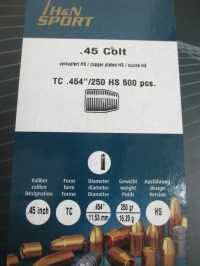 H&N
SPORT
.45 Colt
verkupfert HS / copper plated HS / cuivré HS
TC .454"/250 HS 500 pcs.
Kaliber Form Diameter Gewicht Ausführung
calibre form diameter weight design
Désignation forme Diamètre Poids Version
.45 inch TC .454" 250 gr HS
11,53 mm 16,20 g